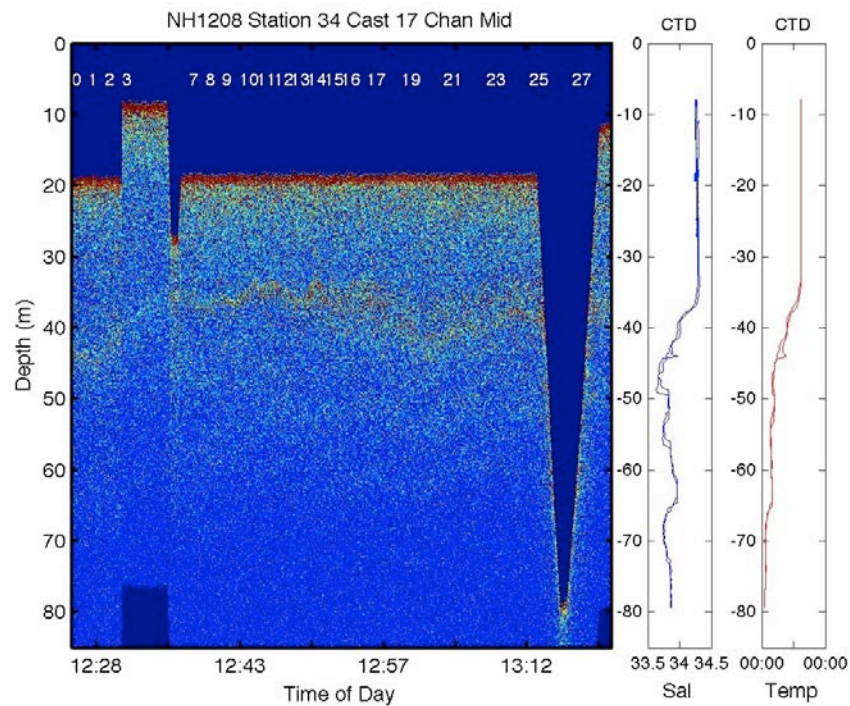 NH1208 Station 34 Cast 17 Chan Mid
CTD
CTD
0
10
20
30
40
50
60
70
80
0 1 2 3 7 8 9 10 11 12 13 14 15 16 17 19 21 23 25 27
0
-10
-20
-30
-40
-50
-60
-70
-80
0
-10
-20
-30
-40
-50
-60
-70
-80
Depth (m)
12:28 12:43 12:57 13:12
33.5 34 34.5
00:00 00:00
Time of Day
Sal
Temp